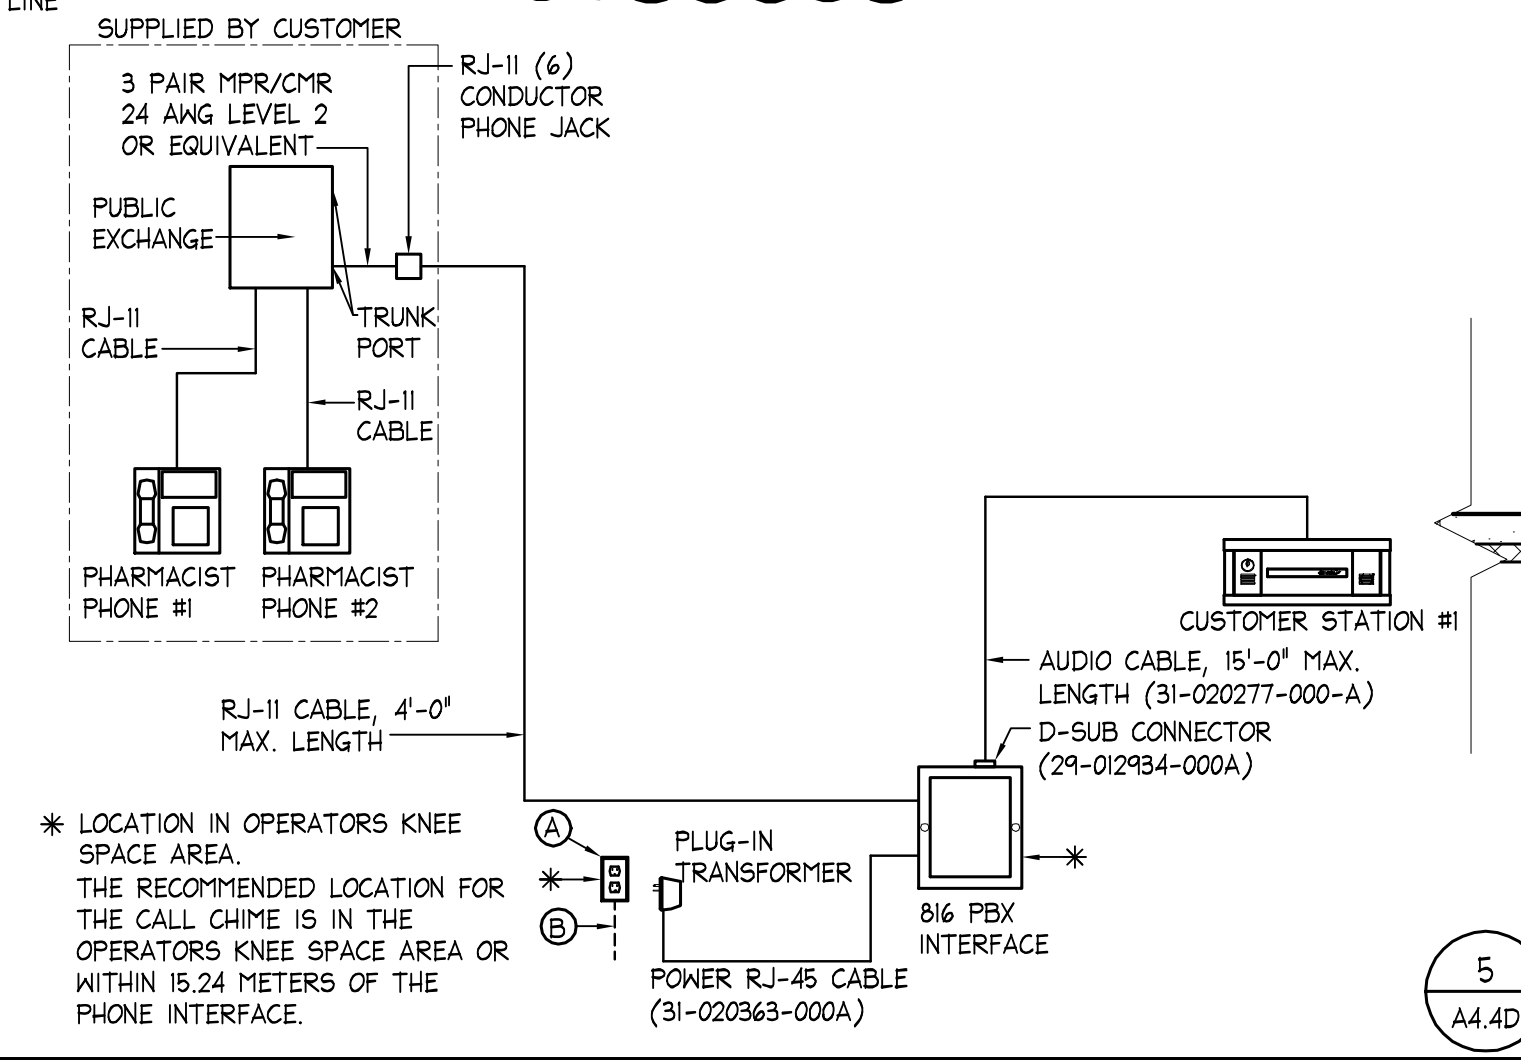 LINE
SUPPLIED BY CUSTOMER
3 PAIR MPR/CMR
24 AWG LEVEL 2
OR EQUIVALENT
RJ-11 (6)
CONDUCTOR
PHONE JACK
PUBLIC
EXCHANGE
RJ-11
CABLE
TRUNK
PORT
RJ-11
CABLE
PHARMACIST
PHONE #1
PHARMACIST
PHONE #2
CUSTOMER STATION #1
AUDIO CABLE, 15'-0" MAX.
LENGTH (31-020277-000-A)
D-SUB CONNECTOR
(29-012934-000A)
RJ-11 CABLE, 4'-0"
MAX. LENGTH
* LOCATION IN OPERATORS KNEE
SPACE AREA.
THE RECOMMENDED LOCATION FOR
THE CALL CHIME IS IN THE
OPERATORS KNEE SPACE AREA OR
WITHIN 15.24 METERS OF THE
PHONE INTERFACE.
A
*
B
PLUG-IN
TRANSFORMER
*
816 PBX
INTERFACE
POWER RJ-45 CABLE
(31-020363-000A)
5
A4.4D